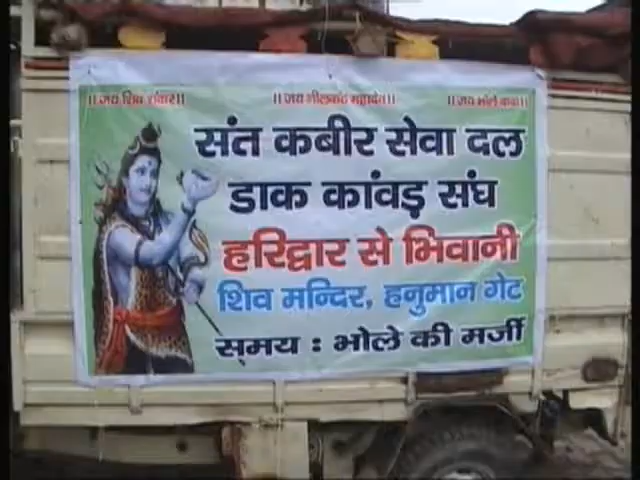 ॥जय शिव शंकर॥ ॥जय नीलकंठ महादेव॥ ॥जय भोले बाबा॥
संत कबीर सेवा दल
डाक कांवड़ संघ
हरिद्वार से भिवानी
शिव मन्दिर, हनुमान गेट
समय : भोले की मर्जी